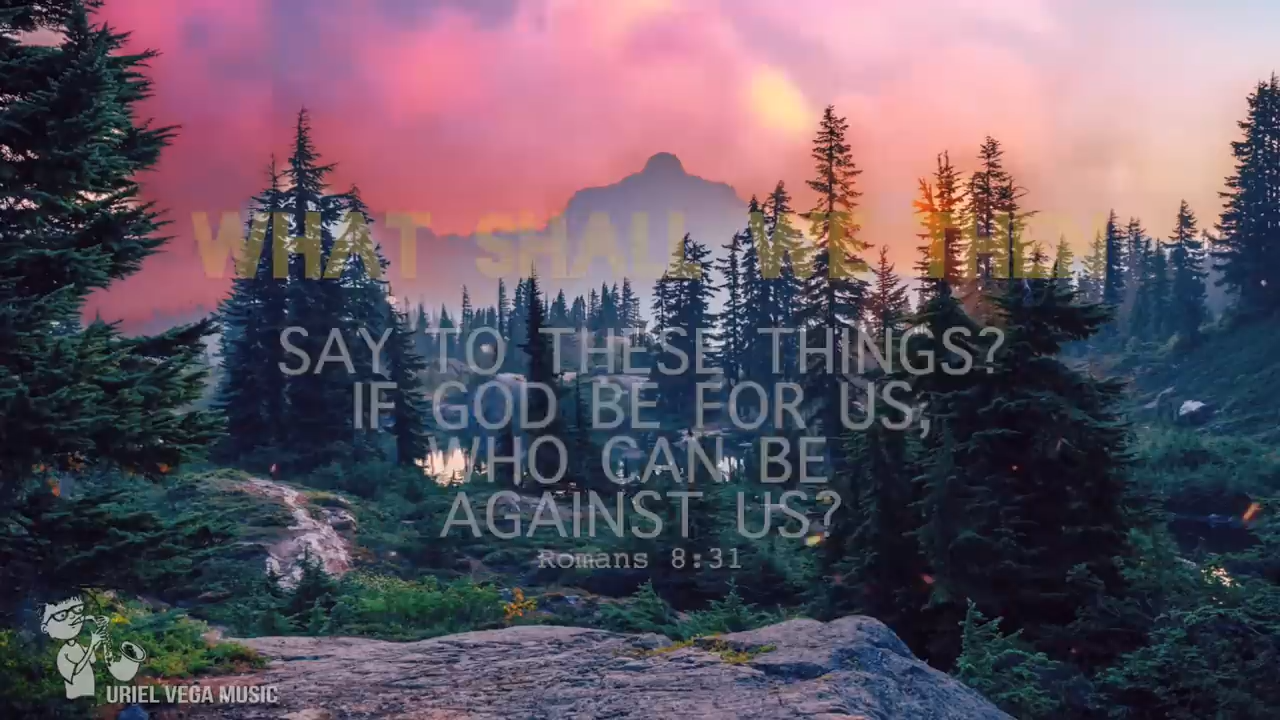 WHAT SHALL WE THEN
SAY TO THESE THINGS?
IF GOD BE FOR US,
WHO CAN BE
AGAINST US?
Romans 8:31
URIEL VEGA MUSIC